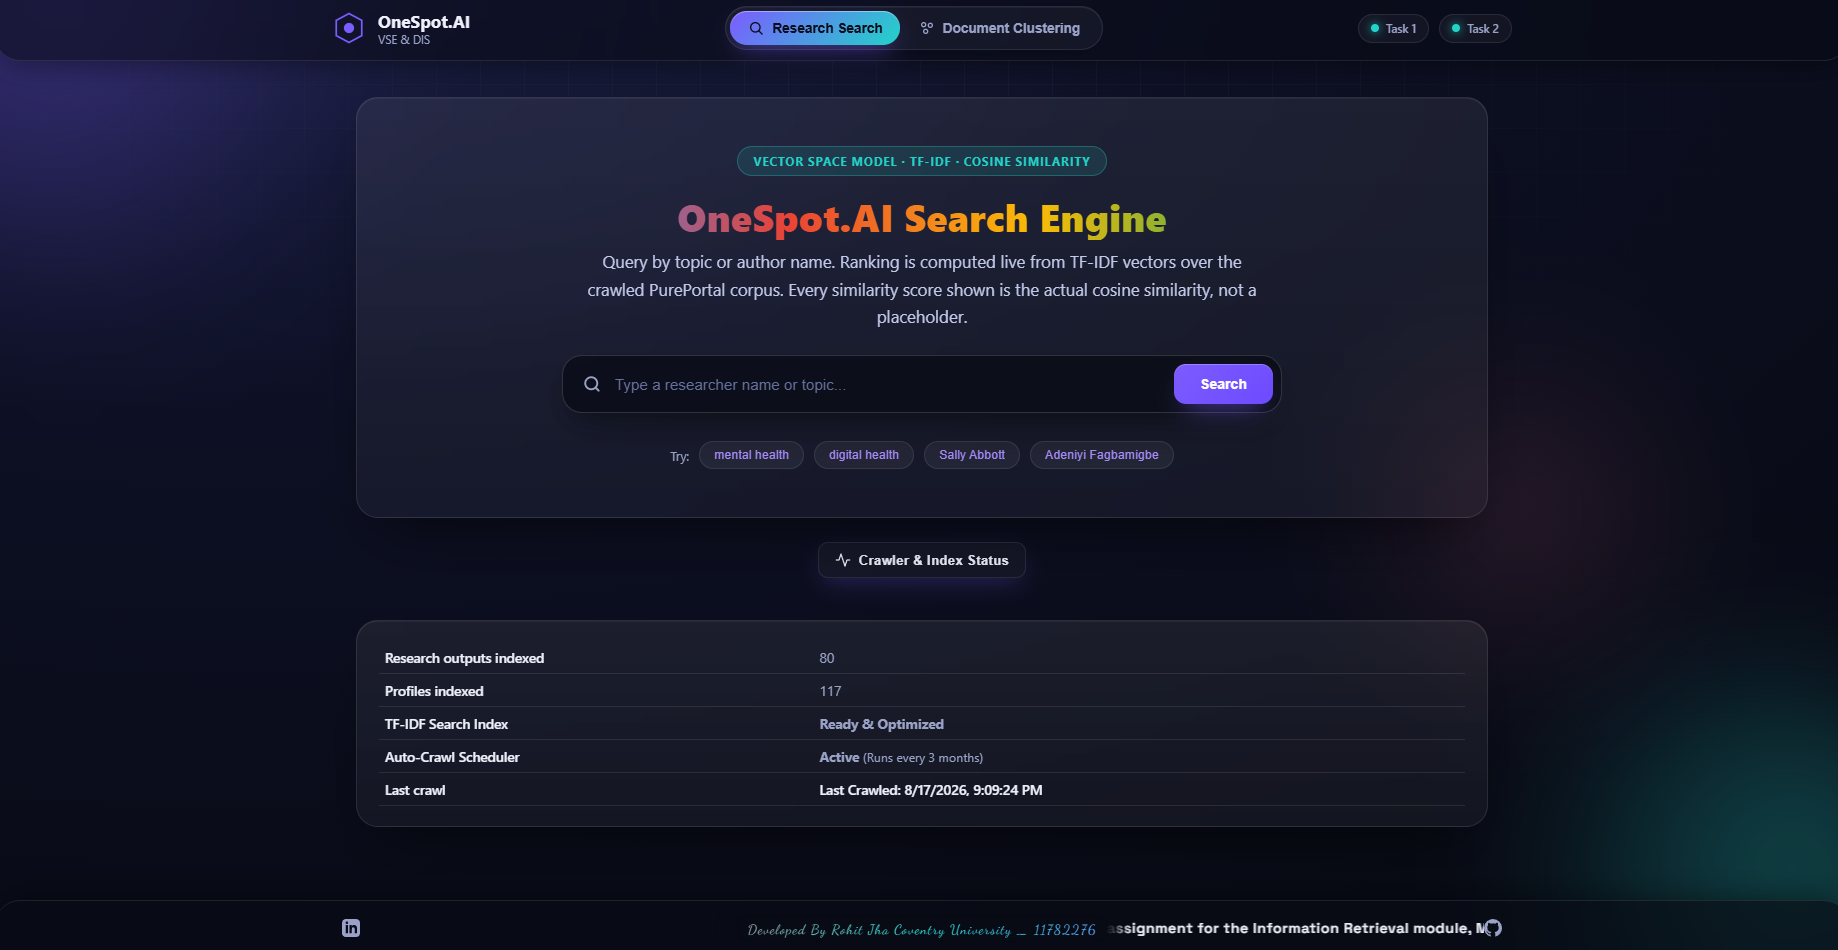 OneSpot.AI
VSE & DIS
Research Search
Document Clustering
Task 1
Task 2
VECTOR SPACE MODEL · TF-IDF · COSINE SIMILARITY
OneSpot.AI Search Engine
Query by topic or author name. Ranking is computed live from TF-IDF vectors over the
crawled PurePortal corpus. Every similarity score shown is the actual cosine similarity, not a
placeholder.
Type a researcher name or topic...
Search
Try:
mental health
digital health
Sally Abbott
Adeniyi Fagbamigbe
Crawler & Index Status
Research outputs indexed 80
Profiles indexed 117
TF-IDF Search Index Ready & Optimized
Auto-Crawl Scheduler Active (Runs every 3 months)
Last crawl Last Crawled: 8/17/2026, 9:09:24 PM
in
Developed By Rohit Jha Coventry University _ 11782276
assignment for the Information Retrieval module,